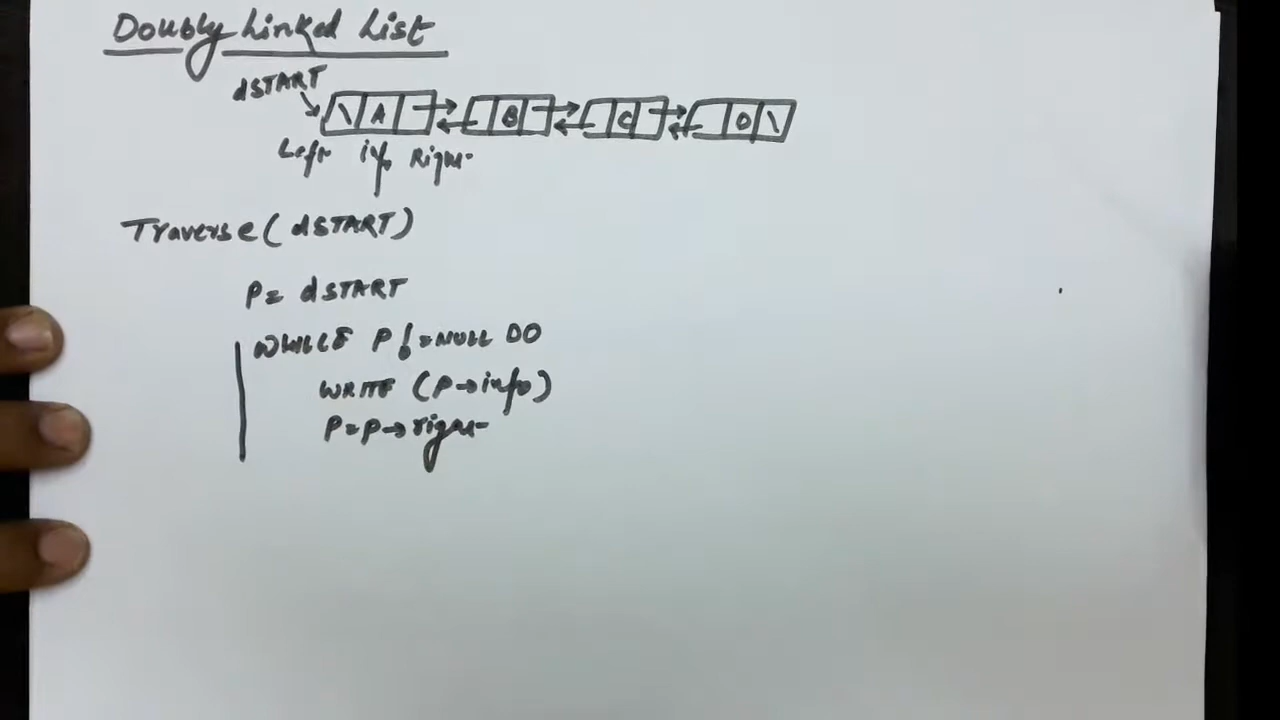 Doubly Linked List
dSTART
A B C D
Left info Right
Traverse(dSTART)
P = dSTART
WHILE P != NULL DO
WRITE (P→info)
P=P→right